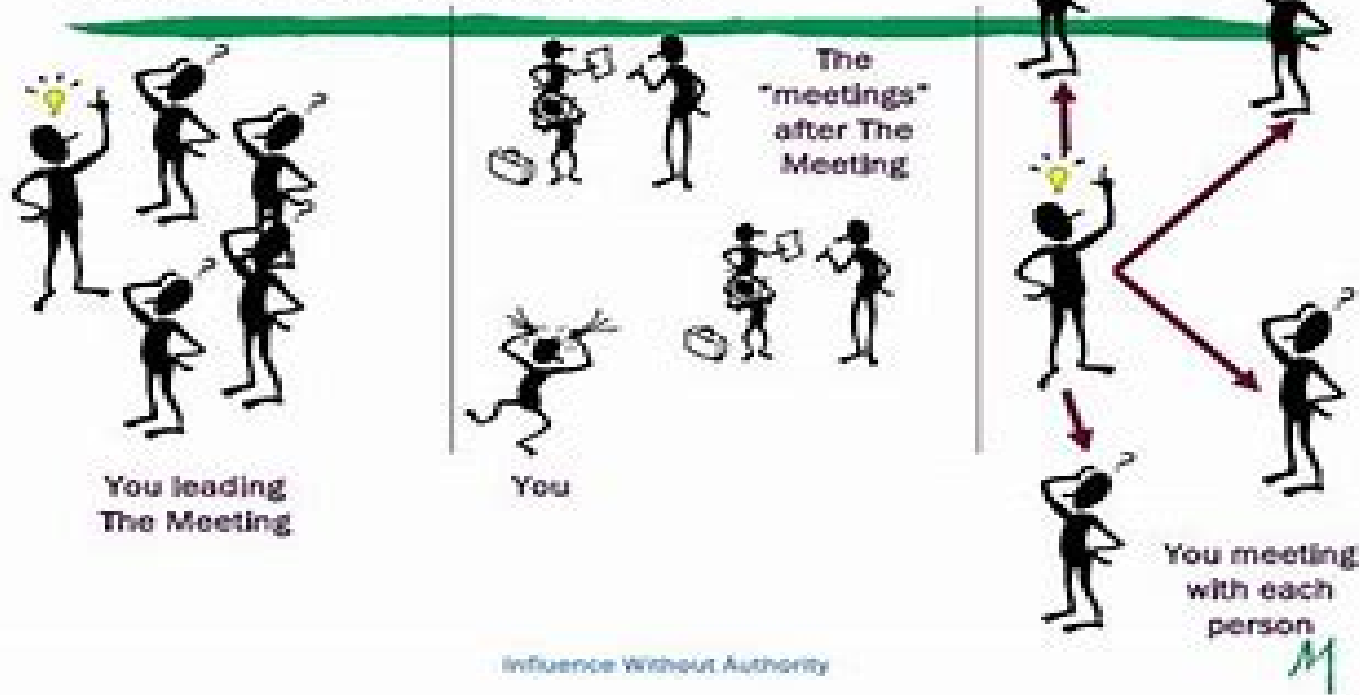 The
"meetings"
after The
Meeting
You leading
The Meeting
You
You meeting
with each
person
Influence Without Authority